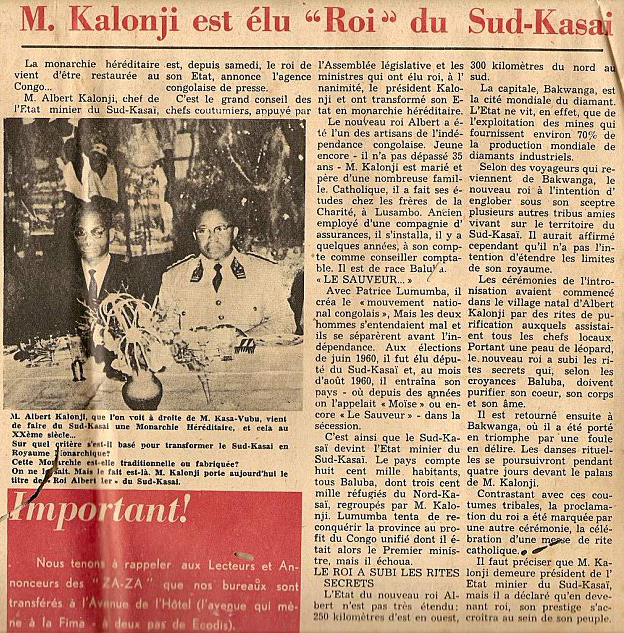 M. Kalonji est élu "Roi" du Sud-Kasai
La monarchie héréditaire
vient d'être restaurée au
Congo...
M. Albert Kalonji, chef de
l'Etat minier du Sud-Kasaï,
est, depuis samedi, le roi de
son Etat, annonce l'agence
congolaise de presse.
C'est le grand conseil des
chefs coutumiers, appuyé par
M. Albert Kalonji, que l'on voit à droite de M. Kasa-Vubu, vient
de faire du Sud-Kasai une Monarchie Héréditaire, et cela au
XXème siècle...
Sur quel critère s'est-il basé pour transformer le Sud-Kasai en
Royaume Monarchique?
Cette Monarchie est-elle traditionnelle ou fabriquée?
On ne sait. Mais le fait est-là. M. Kalonji porte aujourd'hui le
titre de « Roi Albert Ier » du Sud-Kasai.
Important!
Nous tenons à rappeler aux Lecteurs et An-
nonceurs des "ZA-ZA" que nos bureaux sont
transférés à l'Avenue de l'Hôtel (l'avenue qui mè-
ne à la Fima - à deux pas de Ecodis).
l'Assemblée législative et les
ministres qui ont élu roi, à l'
nanimité, le président Kalo-
nji et ont transformé son E-
tat en monarchie héréditaire.
Le nouveau roi Albert a é-
té l'un des artisans de l'indé-
pendance congolaise. Jeune
encore - il n'a pas dépassé 35
ans - M. Kalonji est marié et
père d'une nombreuse famil-
le. Catholique, il a fait ses é-
tudes chez les frères de la
Charité, à Lusambo. Ancien
employé d'une compagnie d'
assurances, il s'installa, il y a
quelques années, à son comp-
te comme conseiller compta-
table. Il est de race Baluba.
« LE SAUVEUR... »
Avec Patrice Lumumba, il
créa le « mouvement natio-
nal congolais », Mais les deux
hommes s'entendaient mal et
ils se séparèrent avant l'in-
dépendance. Aux élections
de juin 1960, il fut élu dépu-
té du Sud-Kasaï et, au mois
d'août 1960, il entraîna son
pays - où depuis des années
on l'appelait « Moïse » ou en-
core « Le Sauveur » - dans la
sécession.
C'est ainsi que le Sud-Ka-
saï devint l'Etat minier du
Sud-Kasaï. Le pays compte
huit cent mille habitants,
tous Baluba, dont trois cent
mille réfugiés du Nord-Ka-
saï, regroupés par M. Kalo-
nji. Lumumba tenta de re-
conquérir la province au pro-
fit du Congo unifié dont il é-
tait alors le Premier minis-
tre, mais il échoua.
LE ROI A SUBI LES RITES
SECRETS
L'Etat du nouveau roi Al-
bert n'est pas très étendu ;
250 kilomètres d'est en ouest,
300 kilomètres du nord au
sud.
La capitale, Bakwanga, est
la cité mondiale du diamant.
L'Etat ne vit, en effet, que de
l'exploitation des mines qui
fournissent environ 70% de
la production mondiale de
diamants industriels.
Selon des voyageurs qui re-
viennent de Bakwanga, le
nouveau roi à l'intention d'
englober sous son sceptre
plusieurs autres tribus amies
vivant sur le territoire du
Sud-Kasaï. Il aurait affirmé
cependant qu'il n'a pas l'in-
tention d'étendre les limites
de son royaume.
Les cérémonies de l'intro-
nisation avaient commencé
dans le village natal d'Albert
Kalonji par des rites de pu-
rification auxquels assistai-
ent tous les chefs locaux.
Portant une peau de léopard,
le nouveau roi a subi les ri-
tes secrets qui, selon les
croyances Baluba, doivent
purifier son coeur, son corps
et son âme.
Il est retourné ensuite à
Bakwanga, où il a été porté
en triomphe par une foule
en délire. Les danses rituel-
les se poursuivront pendant
quatre jours devant le palais
de M. Kalonji.
Contrastant avec ces cou-
tumes tribales, la proclama-
tion du roi a été marquée par
une autre cérémonie, la célé-
bration d'une messe de rite
catholique.
Il faut préciser que M. Ka-
lonji demeure président de l'
Etat minier du Sud-Kasaï,
mais il a déclaré qu'en deve-
nant roi, son prestige s'ac-
croîtra au sein de son peuple.